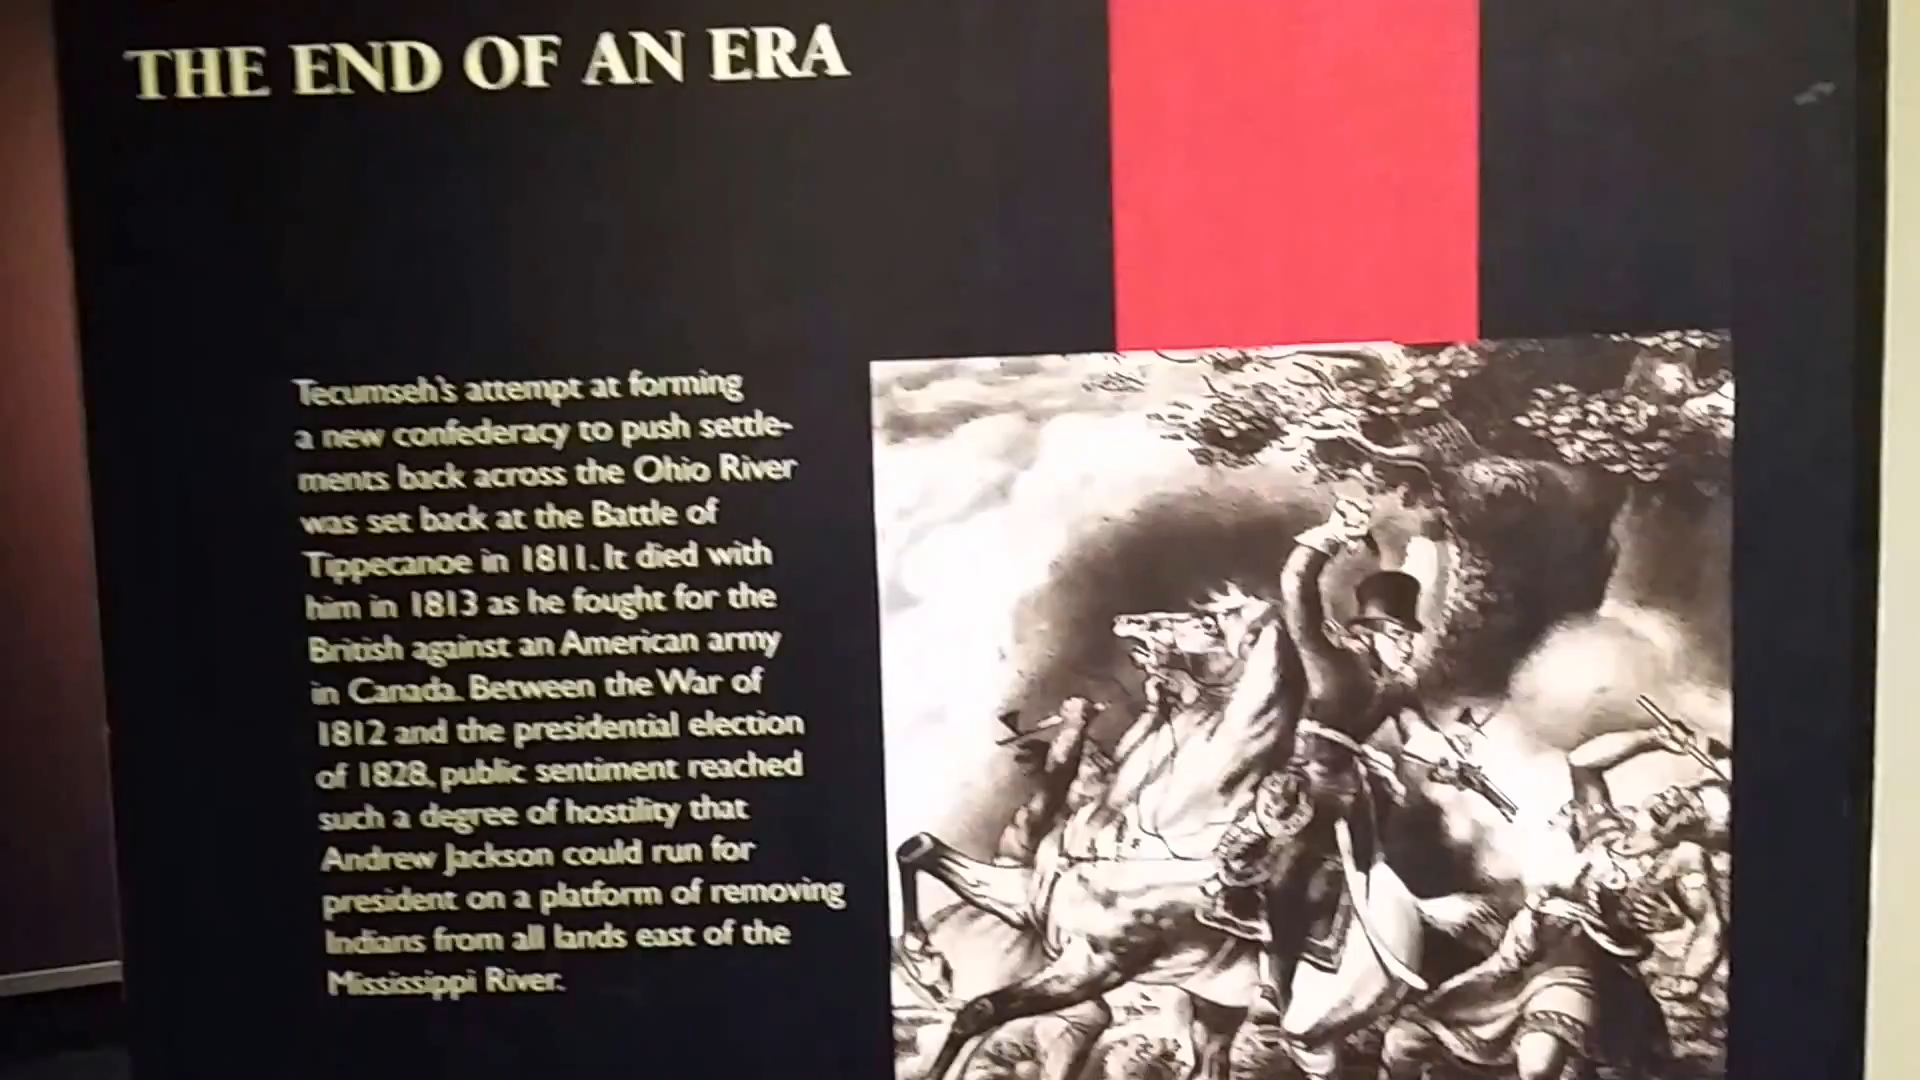 THE END OF AN ERA
Tecumseh's attempt at forming
a new confederacy to push settle-
ments back across the Ohio River
was set back at the Battle of
Tippecanoe in 1811. It died with
him in 1813 as he fought for the
British against an American army
in Canada. Between the War of
1812 and the presidential election
of 1828, public sentiment reached
such a degree of hostility that
Andrew Jackson could run for
president on a platform of removing
Indians from all lands east of the
Mississippi River.